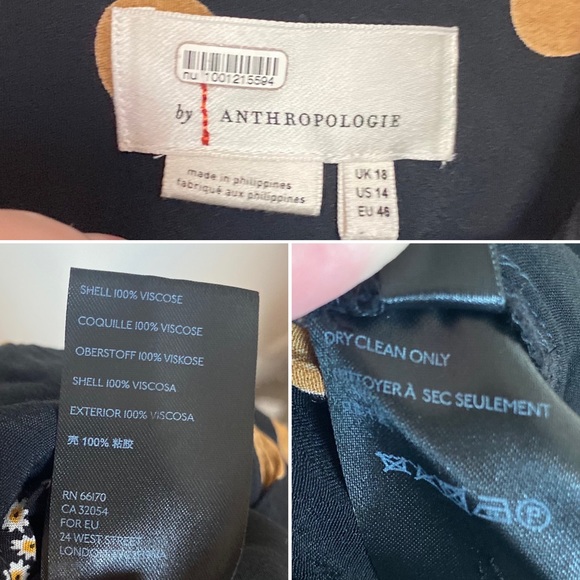 nu 1001215594
by ANTHROPOLOGIE
made in philippines
fabriqué aux philippines
UK 18
US 14
EU 46
SHELL 100% VISCOSE
COQUILLE 100% VISCOSE
OBERSTOFF 100% VISKOSE
SHELL 100% VISCOSA
EXTERIOR 100% VISCOSA
亮 100% 粘胶
RN 66170
CA 32054
FOR EU
24 WEST STREET
LONDON
DRY CLEAN ONLY
À SEC SEULEMENT
P